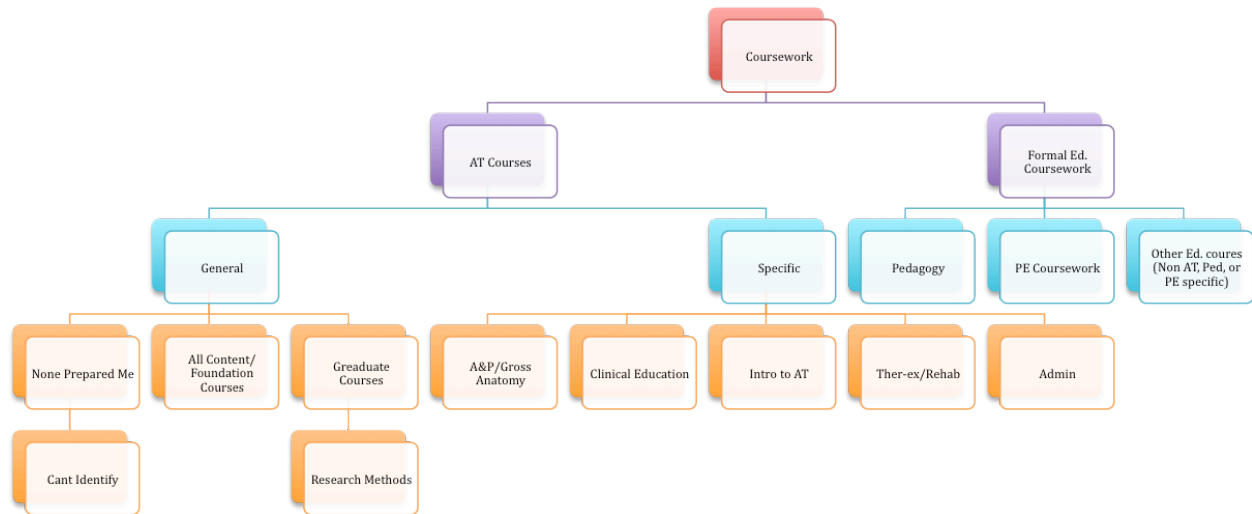 Coursework
AT Courses
Formal Ed.
Coursework
General
Specific
Pedagogy
PE Coursework
Other Ed. coures
(Non AT, Ped, or
PE specific)
None Prepared Me
All Content/
Foundation
Courses
Greaduate
Courses
A&P/Gross
Anatomy
Clinical Education
Intro to AT
Ther-ex/Rehab
Admin
Cant Identify
Research Methods